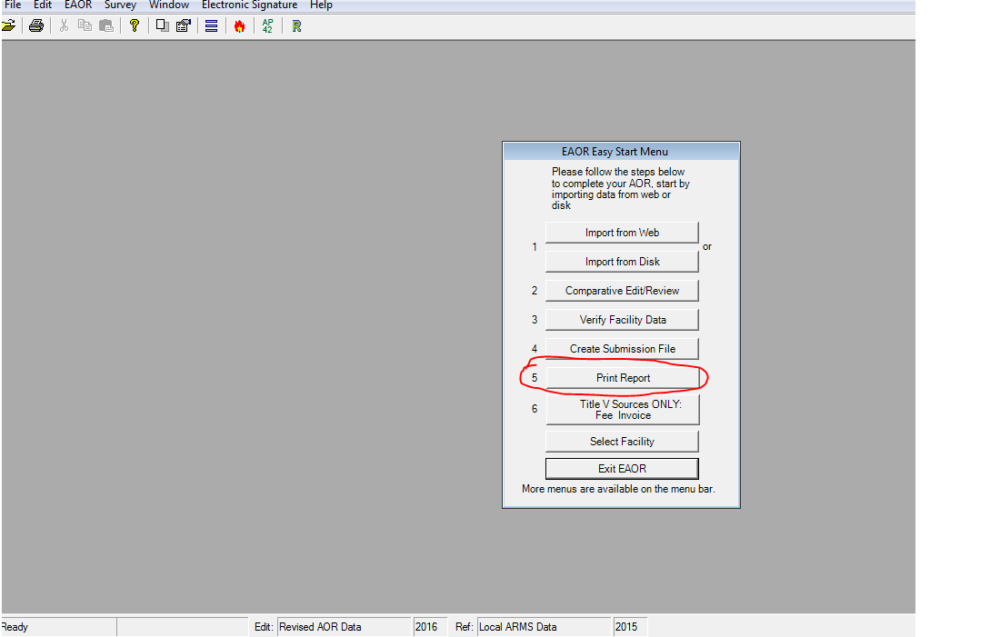 File Edit EAOR Survey Window Electronic Signature Help
AP
42
R
EAOR Easy Start Menu
Please follow the steps below
to complete your AOR, start by
importing data from web or
disk
Import from Web
1 or
Import from Disk
2 Comparative Edit/Review
3 Verify Facility Data
4 Create Submission File
5 Print Report
6 Title V Sources ONLY:
Fee Invoice
Select Facility
Exit EAOR
More menus are available on the menu bar.
Ready Edit: Revised AOR Data 2016 Ref: Local ARMS Data 2015